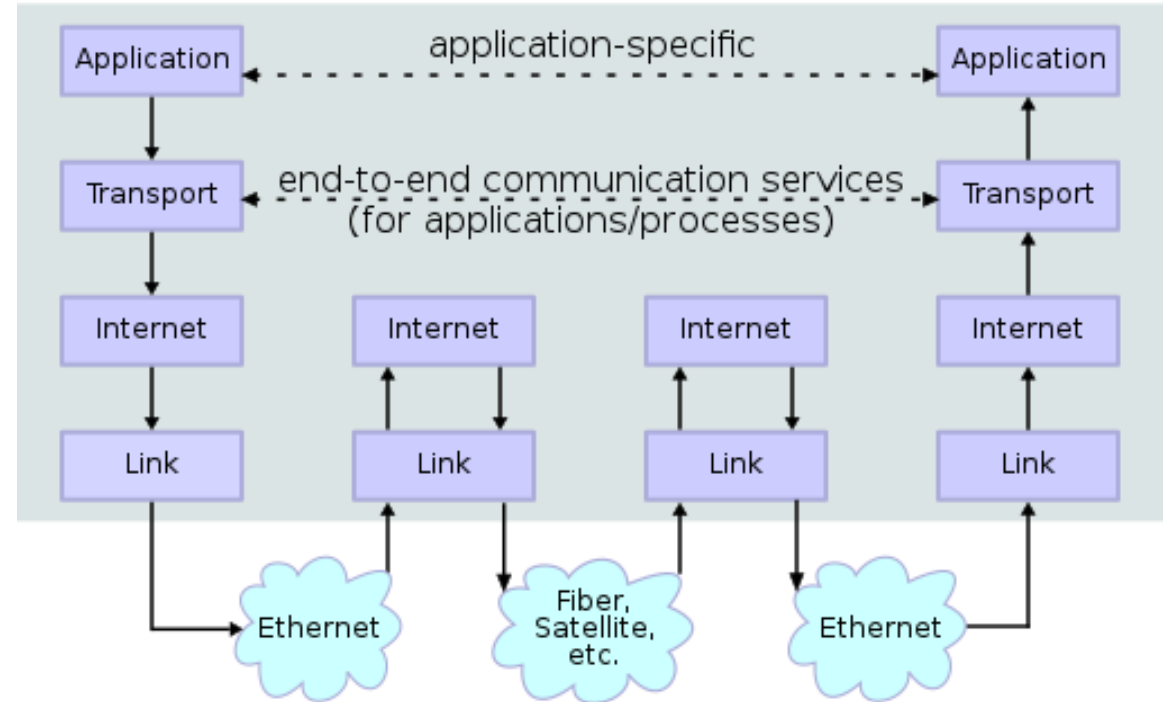 application-specific
Application
Application
end-to-end communication services
Transport
Transport
(for applications/processes)
Internet
Internet
Internet
Internet
Link
Link
Link
Link
Ethernet
Fiber,
Satellite,
etc.
Ethernet